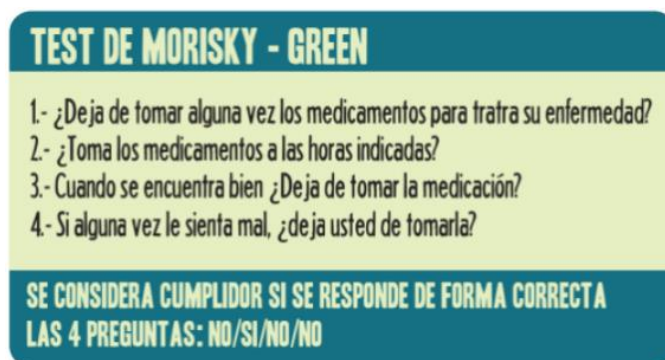 TEST DE MORISKY - GREEN
1.- ¿Deja de tomar alguna vez los medicamentos para tratra su enfermedad?
2.- ¿Toma los medicamentos a las horas indicadas?
3.- Cuando se encuentra bien ¿Deja de tomar la medicación?
4.- Si alguna vez le sienta mal, ¿deja usted de tomarla?
SE CONSIDERA CUMPLIDOR SI SE RESPONDE DE FORMA CORRECTA
LAS 4 PREGUNTAS: NO/SI/NO/NO